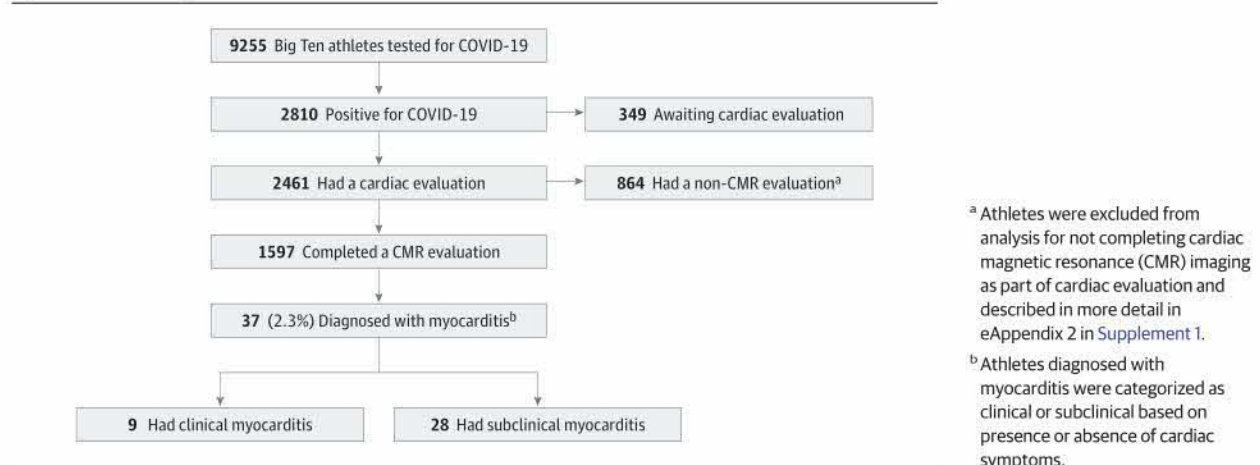 9255 Big Ten athletes tested for COVID-19
2810 Positive for COVID-19
349 Awaiting cardiac evaluation
2461 Had a cardiac evaluation
864 Had a non-CMR evaluationᵃ
1597 Completed a CMR evaluation
37 (2.3%) Diagnosed with myocarditisᵇ
9 Had clinical myocarditis
28 Had subclinical myocarditis
ᵃ Athletes were excluded from
analysis for not completing cardiac
magnetic resonance (CMR) imaging
as part of cardiac evaluation and
described in more detail in
eAppendix 2 in Supplement 1.
ᵇ Athletes diagnosed with
myocarditis were categorized as
clinical or subclinical based on
presence or absence of cardiac
symptoms.